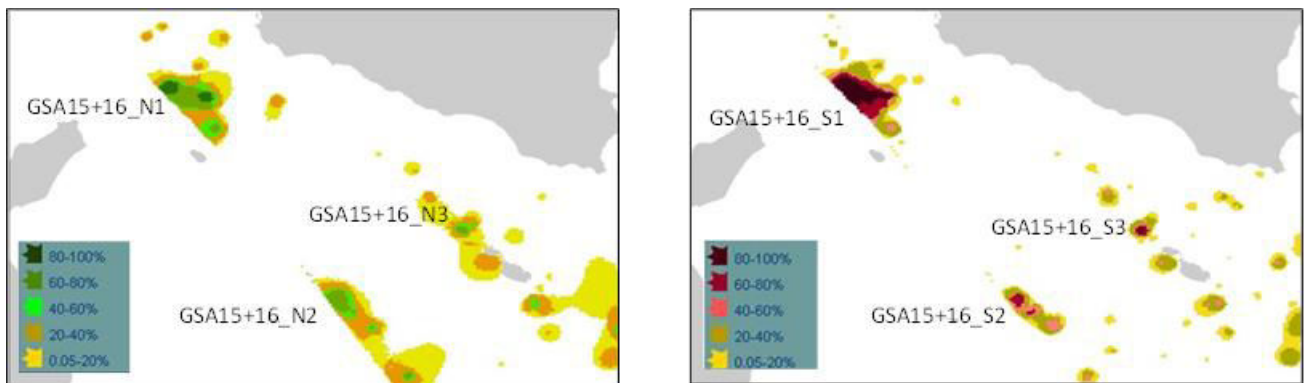 GSA15+16_N1
GSA15+16_N3
GSA15+16_N2
80-100%
60-80%
40-60%
20-40%
0.05-20%
GSA15+16_S1
GSA15+16_S3
GSA15+16_S2
80-100%
60-80%
40-60%
20-40%
0.05-20%